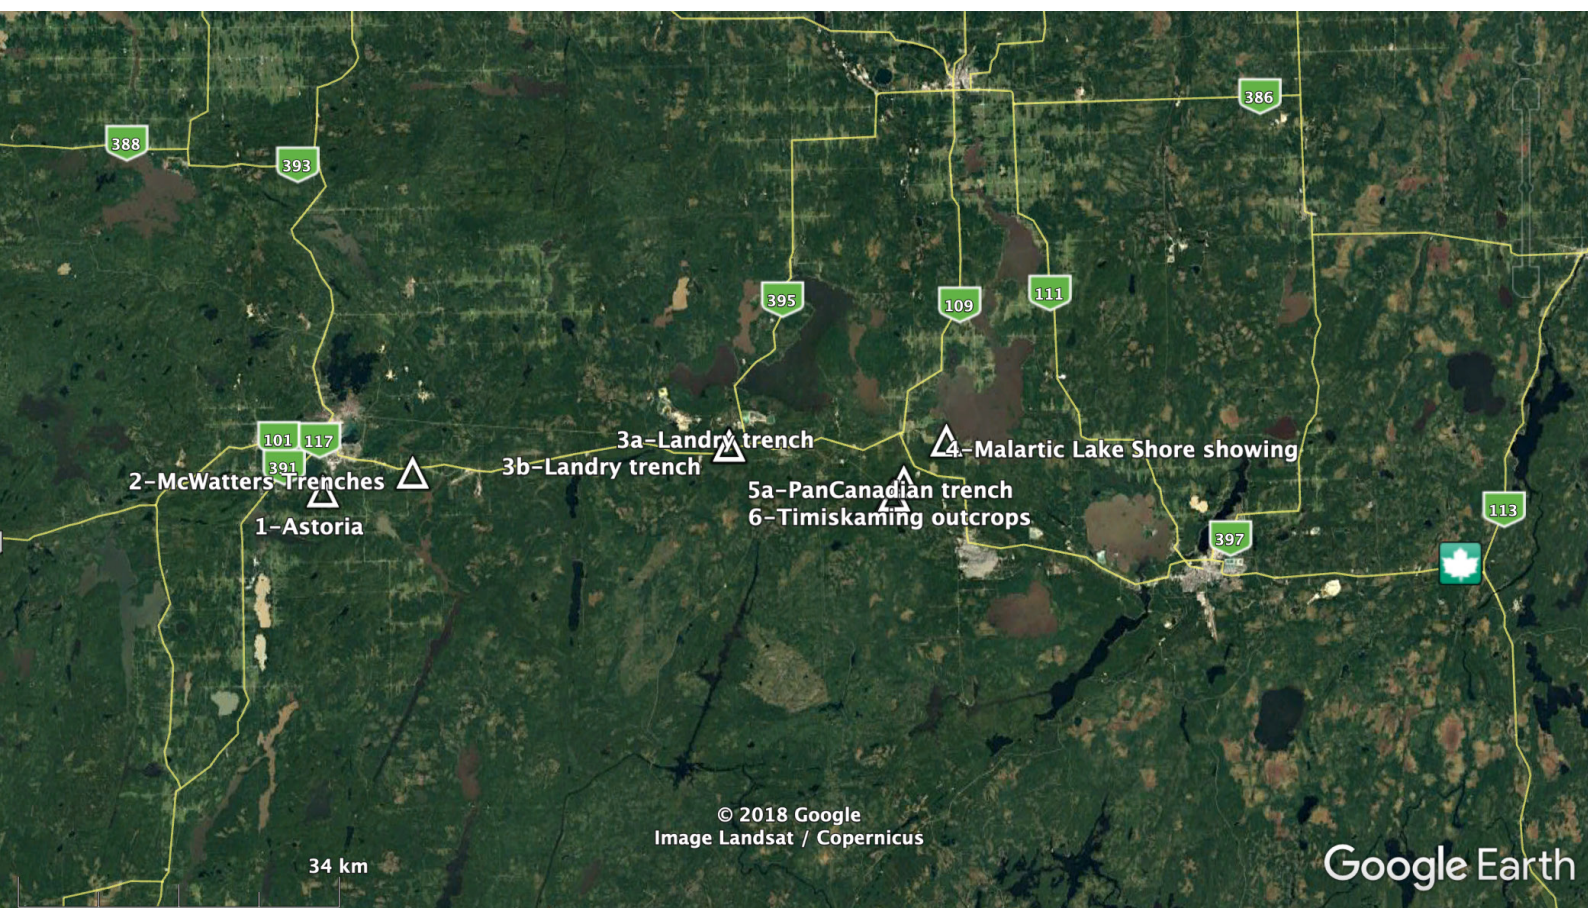 386
388
393
395
109
111
101
117
3a-Landry trench
4-Malartic Lake Shore showing
391
3b-Landry trench
2-McWatters Trenches
5a-PanCanadian trench
113
6-Timiskaming outcrops
1-Astoria
397
© 2018 Google
Image Landsat / Copernicus
34 km
Google Earth